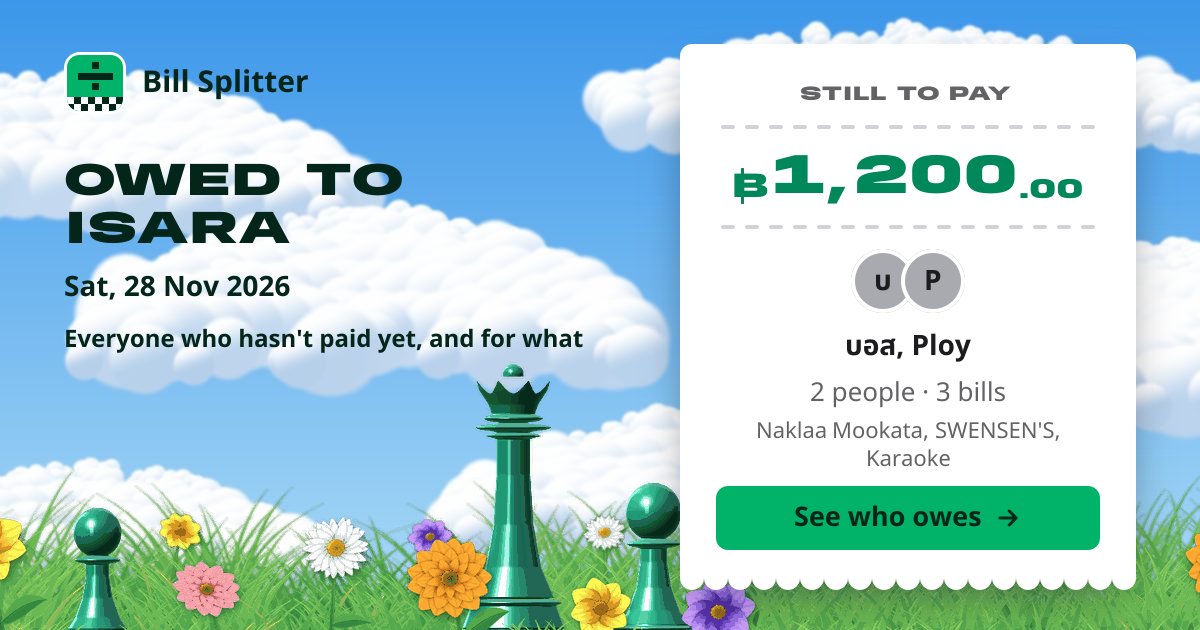 Bill Splitter
OWED TO
ISARA
Sat, 28 Nov 2026
Everyone who hasn't paid yet, and for what
STILL TO PAY
฿1,200.00
บ P
บอส, Ploy
2 people · 3 bills
Naklaa Mookata, SWENSEN'S,
Karaoke
See who owes →